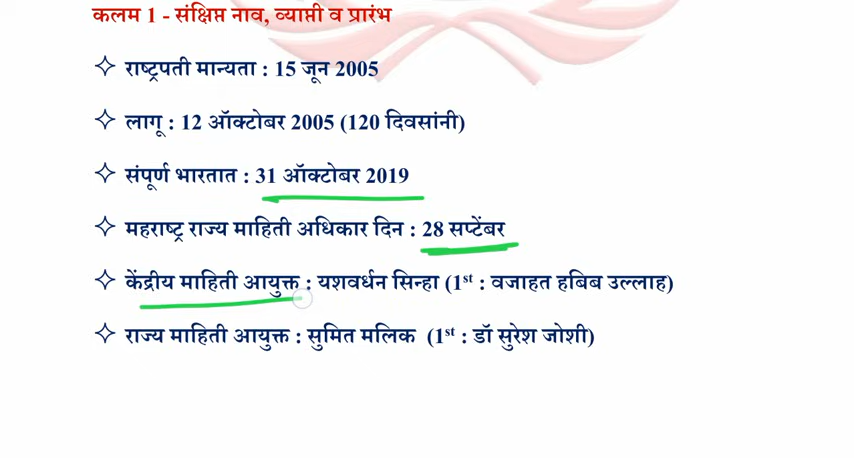 कलम 1 - संक्षिप्त नाव, व्याप्ती व प्रारंभ
राष्ट्रपती मान्यता : 15 जून 2005
लागू : 12 ऑक्टोबर 2005 (120 दिवसांनी)
संपूर्ण भारतात : 31 ऑक्टोबर 2019
महराष्ट्र राज्य माहिती अधिकार दिन : 28 सप्टेंबर
केंद्रीय माहिती आयुक्त : यशवर्धन सिन्हा (1st : वजाहत हबिब उल्लाह)
राज्य माहिती आयुक्त : सुमित मलिक (1st : डॉ सुरेश जोशी)